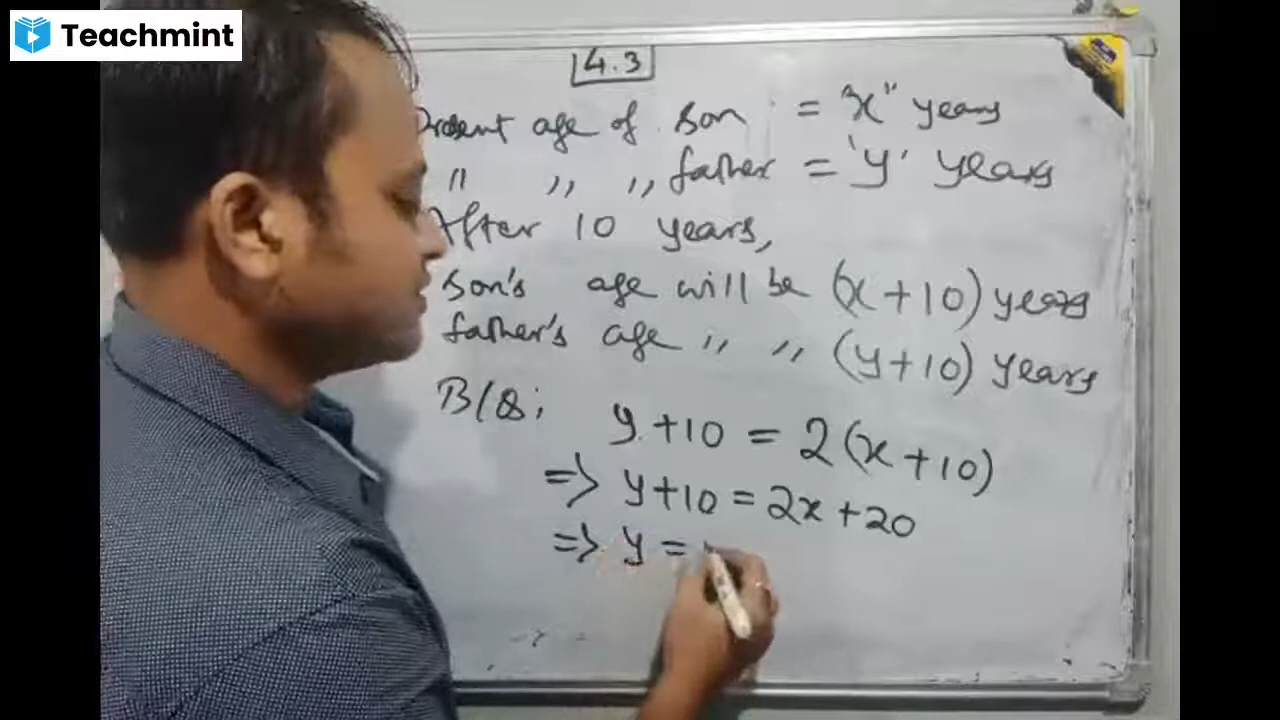 Teachmint
4.3
Present age of son = "x" years
" " " father = 'y' years
After 10 years,
Son's age will be (x+10) years
father's age " " (y+10) years
B/Q;
y+10 = 2(x+10)
=> y+10 = 2x+20
=> y =